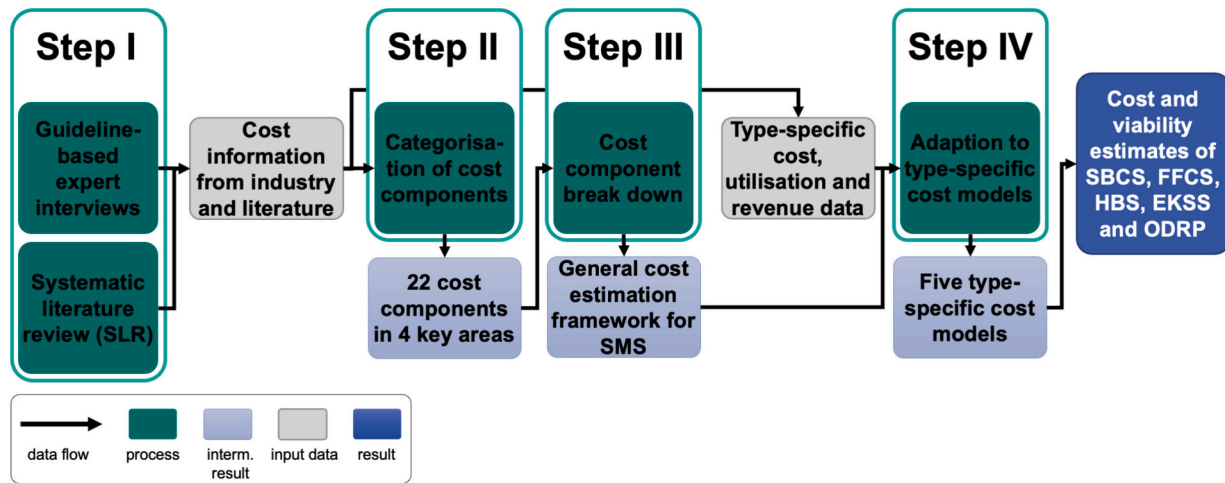 Step I
Guideline-
based
expert
interviews
Systematic
literature
review (SLR)
Cost
information
from industry
and literature
Step II
Categorisa-
tion of cost
components
22 cost
components
in 4 key areas
Step III
Cost
component
break down
General cost
estimation
framework for
SMS
Type-specific
cost,
utilisation and
revenue data
Step IV
Adaption to
type-specific
cost models
Five type-
specific cost
models
Cost and
viability
estimates of
SBCS, FFCS,
HBS, EKSS
and ODRP
data flow
process
interm.
result
input data
result